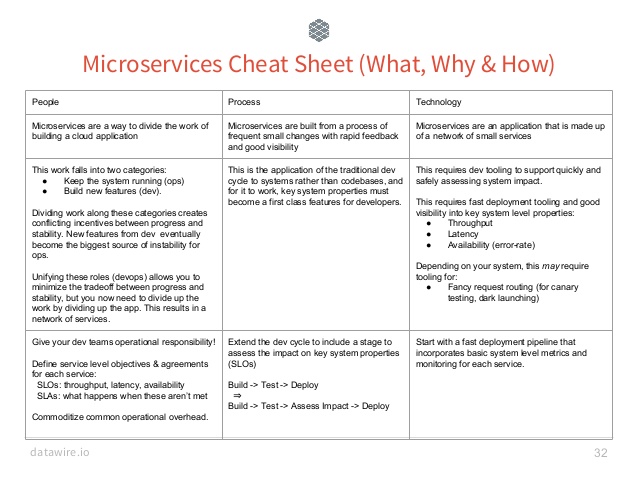 Microservices Cheat Sheet (What, Why & How)
People
Process
Technology
Microservices are a way to divide the work of
building a cloud application
Microservices are built from a process of
frequent small changes with rapid feedback
and good visibility
Microservices are an application that is made up
of a network of small services
This work falls into two categories:
● Keep the system running (ops)
● Build new features (dev).
Dividing work along these categories creates
conflicting incentives between progress and
stability. New features from dev eventually
become the biggest source of instability for
ops.
Unifying these roles (devops) allows you to
minimize the tradeoff between progress and
stability, but you now need to divide up the
work by dividing up the app. This results in a
network of services.
This is the application of the traditional dev
cycle to systems rather than codebases, and
for it to work, key system properties must
become a first class features for developers.
This requires dev tooling to support quickly and
safely assessing system impact.
This requires fast deployment tooling and good
visibility into key system level properties:
● Throughput
● Latency
● Availability (error-rate)
Depending on your system, this may require
tooling for:
● Fancy request routing (for canary
testing, dark launching)
Give your dev teams operational responsibility!
Define service level objectives & agreements
for each service:
SLOs: throughput, latency, availability
SLAs: what happens when these aren't met
Commoditize common operational overhead.
Extend the dev cycle to include a stage to
assess the impact on key system properties
(SLOs)
Build -> Test -> Deploy
⇒
Build -> Test -> Assess Impact -> Deploy
Start with a fast deployment pipeline that
incorporates basic system level metrics and
monitoring for each service.
datawire.io
32